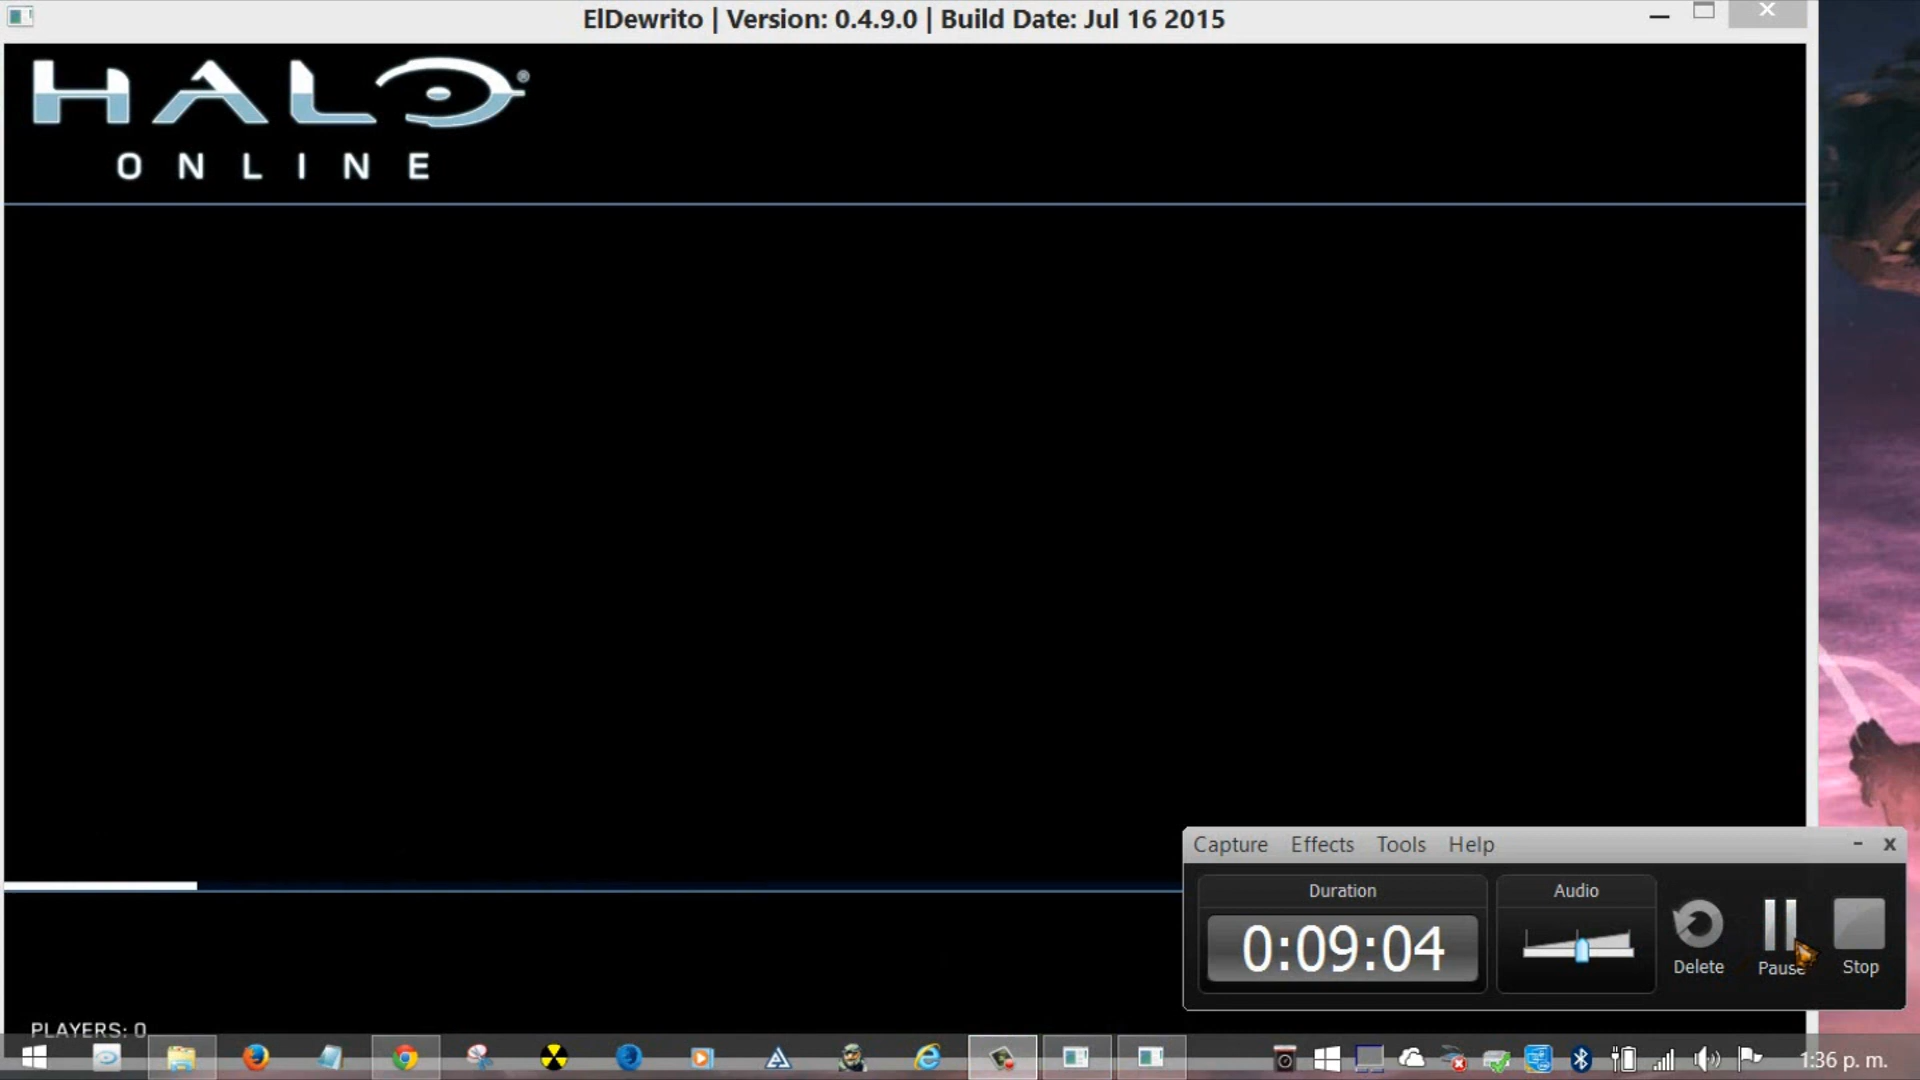 ElDewrito | Version: 0.4.9.0 | Build Date: Jul 16 2015
HALO®
ONLINE
Capture Effects Tools Help
Duration
Audio
0:09:04
Delete
Pause
Stop
PLAYERS: 0
1:36 p. m.